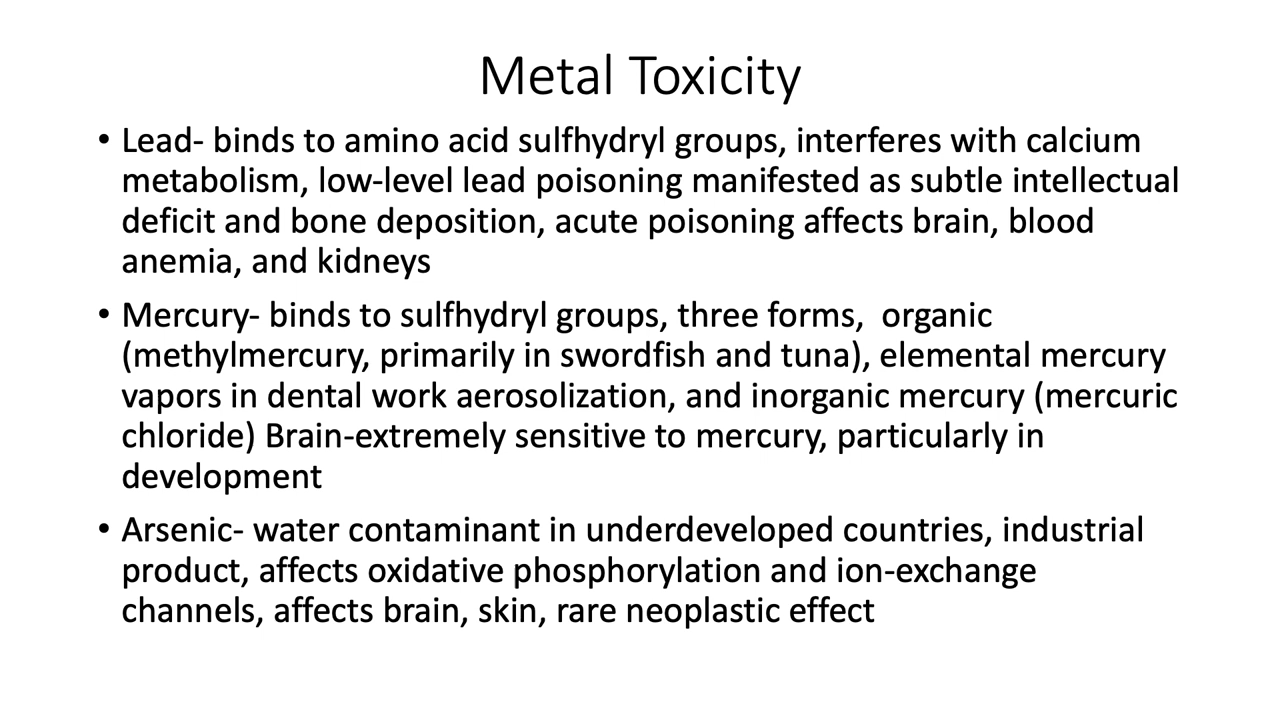 Metal Toxicity
• Lead- binds to amino acid sulfhydryl groups, interferes with calcium
metabolism, low-level lead poisoning manifested as subtle intellectual
deficit and bone deposition, acute poisoning affects brain, blood
anemia, and kidneys
• Mercury- binds to sulfhydryl groups, three forms,  organic
(methylmercury, primarily in swordfish and tuna), elemental mercury
vapors in dental work aerosolization, and inorganic mercury (mercuric
chloride) Brain-extremely sensitive to mercury, particularly in
development
• Arsenic- water contaminant in underdeveloped countries, industrial
product, affects oxidative phosphorylation and ion-exchange
channels, affects brain, skin, rare neoplastic effect